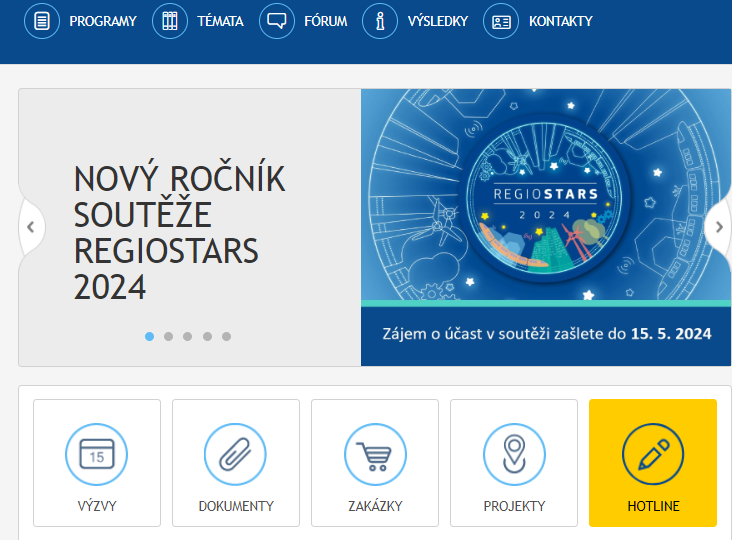 PROGRAMY TÉMATA FÓRUM VÝSLEDKY KONTAKTY
NOVÝ ROČNÍK
SOUTĚŽE
REGIOSTARS
2024
REGIOSTARS
2024
Zájem o účast v soutěži zašlete do 15. 5. 2024
15
VÝZVY DOKUMENTY ZAKÁZKY PROJEKTY HOTLINE